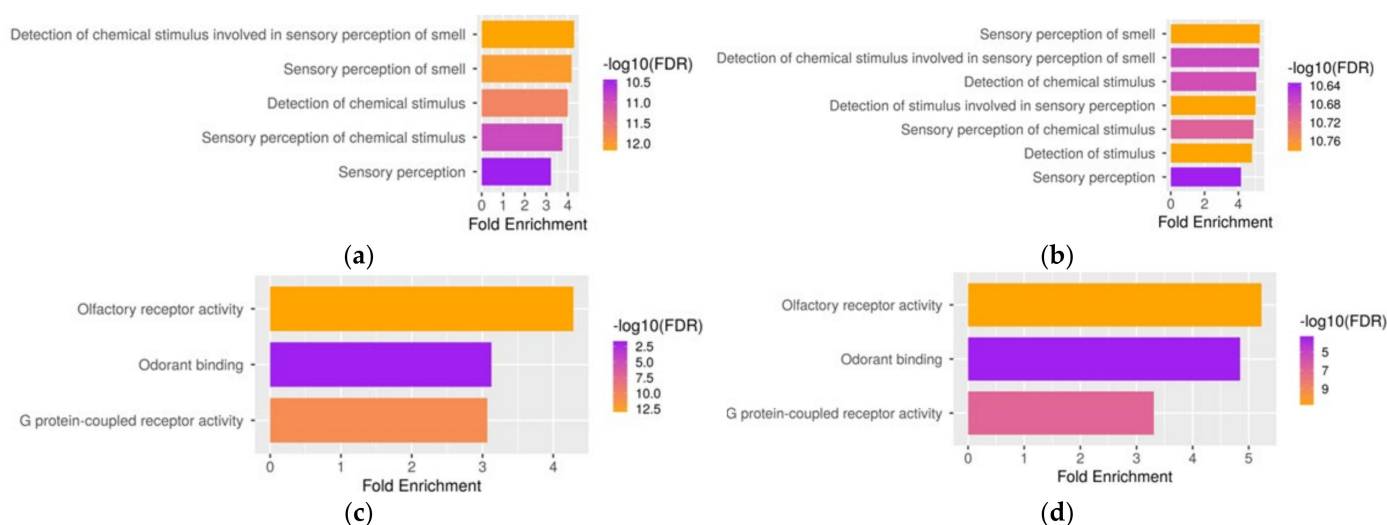 Detection of chemical stimulus involved in sensory perception of smell
Sensory perception of smell
Detection of chemical stimulus
Sensory perception of chemical stimulus
Sensory perception
0 1 2 3 4
Fold Enrichment
-log10(FDR)
10.5
11.0
11.5
12.0
(a)
Sensory perception of smell
Detection of chemical stimulus involved in sensory perception of smell
Detection of chemical stimulus
Detection of stimulus involved in sensory perception
Sensory perception of chemical stimulus
Detection of stimulus
Sensory perception
0 2 4
Fold Enrichment
-log10(FDR)
10.64
10.68
10.72
10.76
(b)
Olfactory receptor activity
Odorant binding
G protein-coupled receptor activity
0 1 2 3 4
Fold Enrichment
-log10(FDR)
2.5
5.0
7.5
10.0
12.5
(c)
Olfactory receptor activity
Odorant binding
G protein-coupled receptor activity
0 1 2 3 4 5
Fold Enrichment
-log10(FDR)
5
7
9
(d)